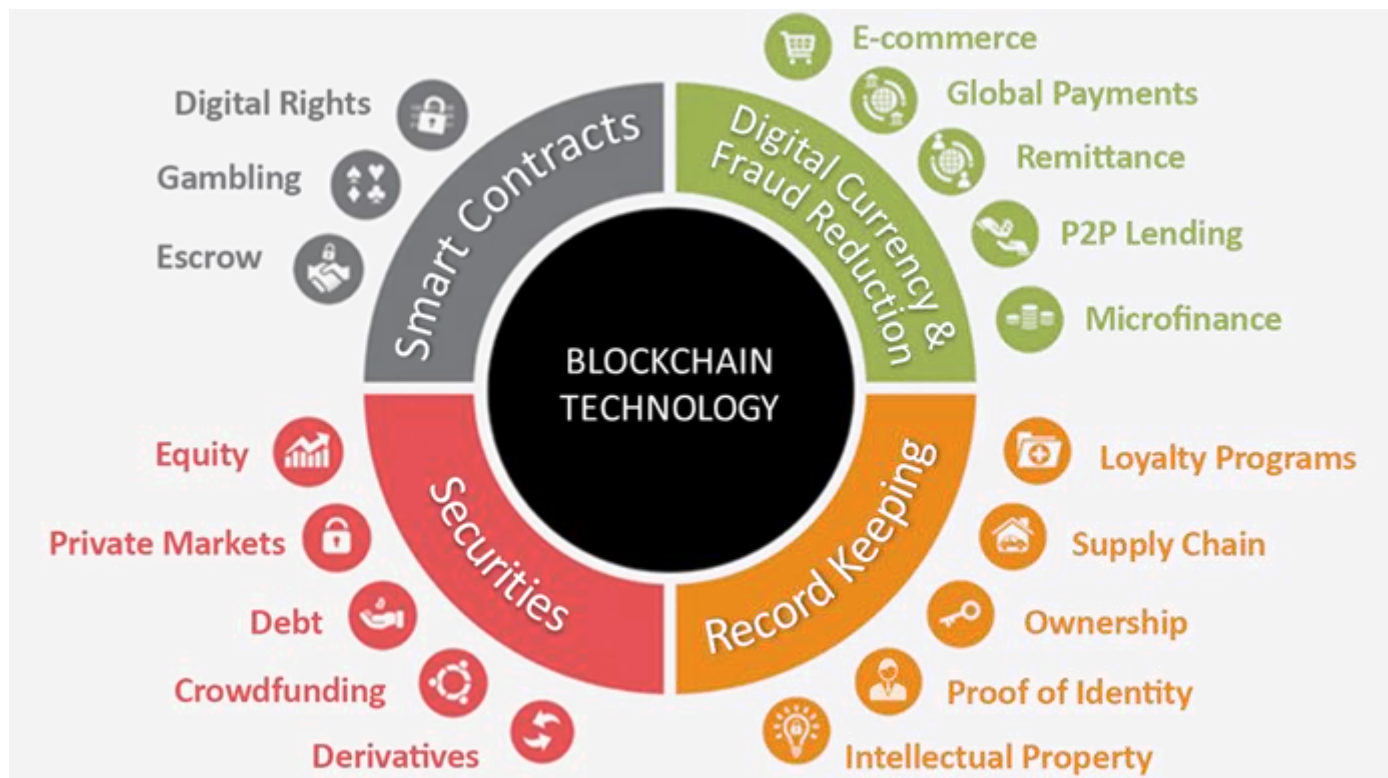 Digital Rights
Gambling
Escrow
Smart Contracts
E-commerce
Global Payments
Remittance
P2P Lending
Microfinance
Digital Currency &
Fraud Reduction
BLOCKCHAIN
TECHNOLOGY
Equity
Private Markets
Debt
Crowdfunding
Derivatives
Securities
Record Keeping
Loyalty Programs
Supply Chain
Ownership
Proof of Identity
Intellectual Property